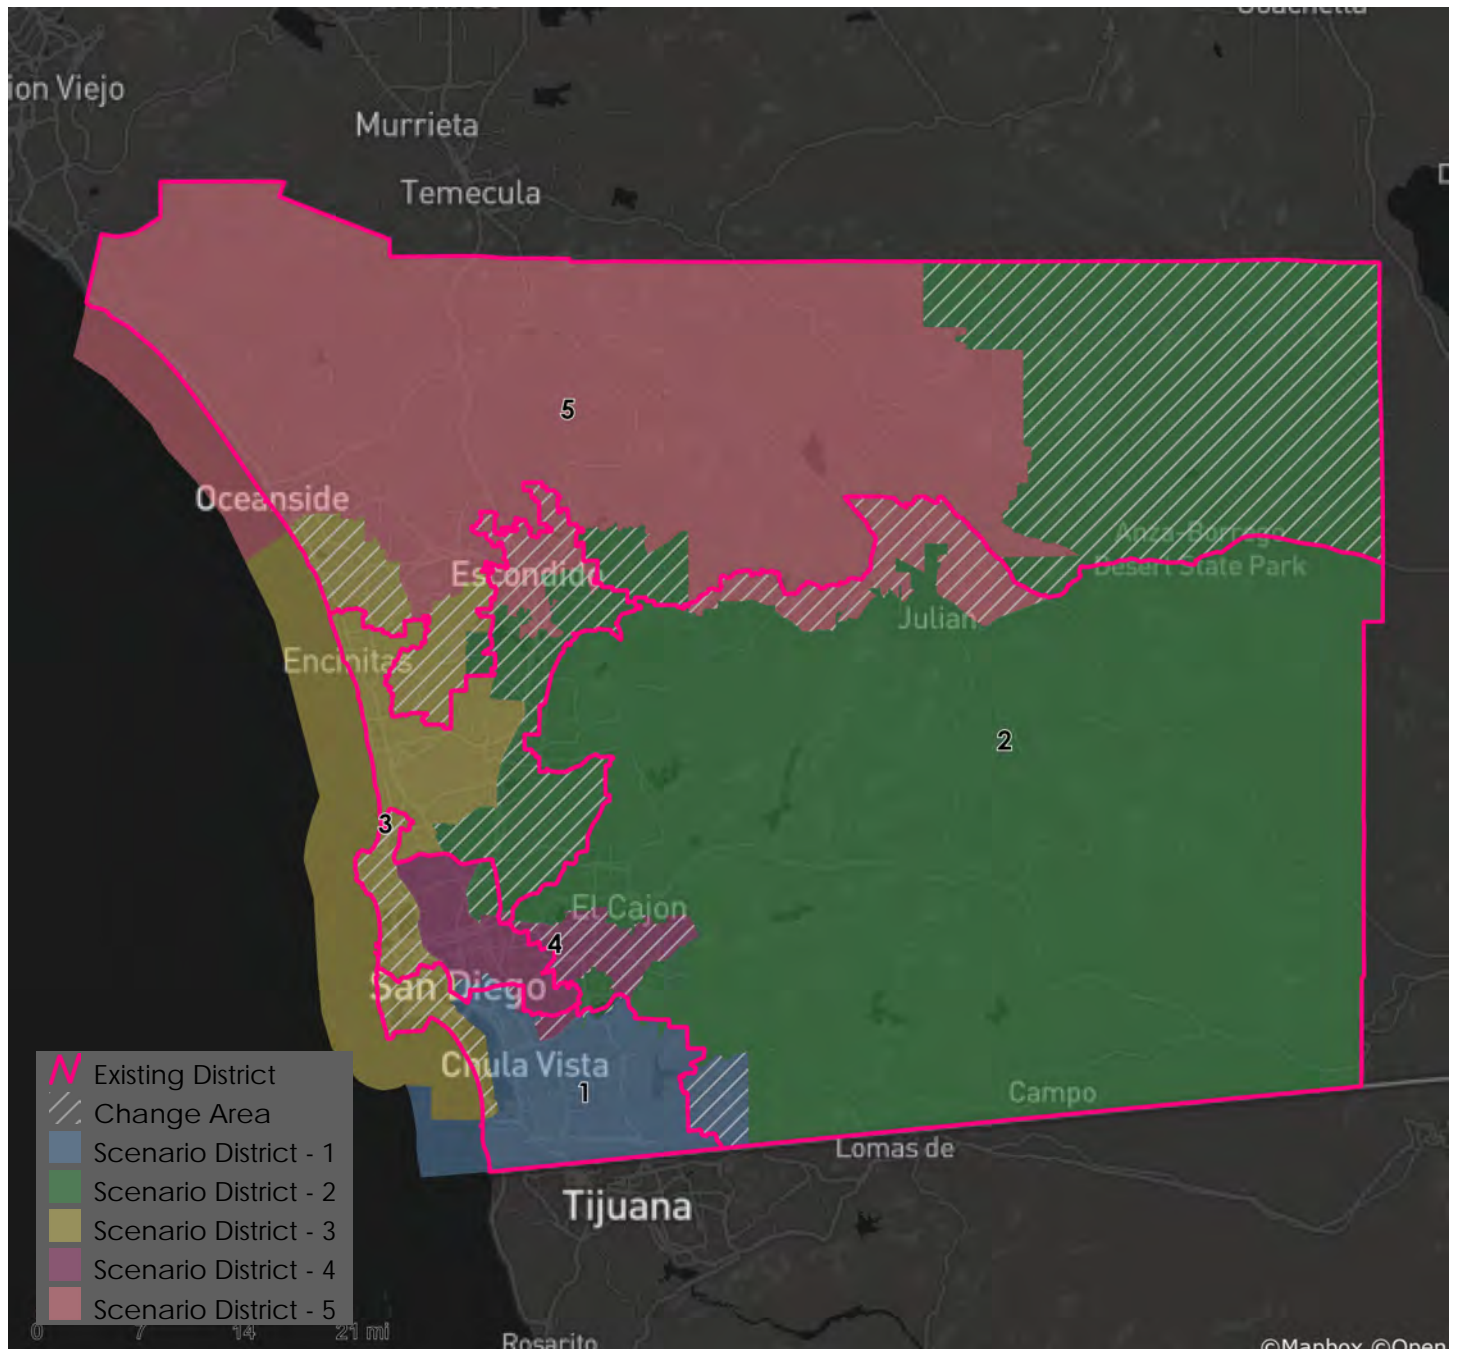 ion Viejo
Murrieta
Temecula
5
Oceanside
Anza-Borrego
Desert State Park
Escondido
Julian
Encinitas
2
3
El Cajon
4
San Diego
Chula Vista
1
Campo
Lomas de
Tijuana
Existing District
Change Area
Scenario District - 1
Scenario District - 2
Scenario District - 3
Scenario District - 4
Scenario District - 5
0 7 14 21 mi
Rosarito
©Mapbox ©Open